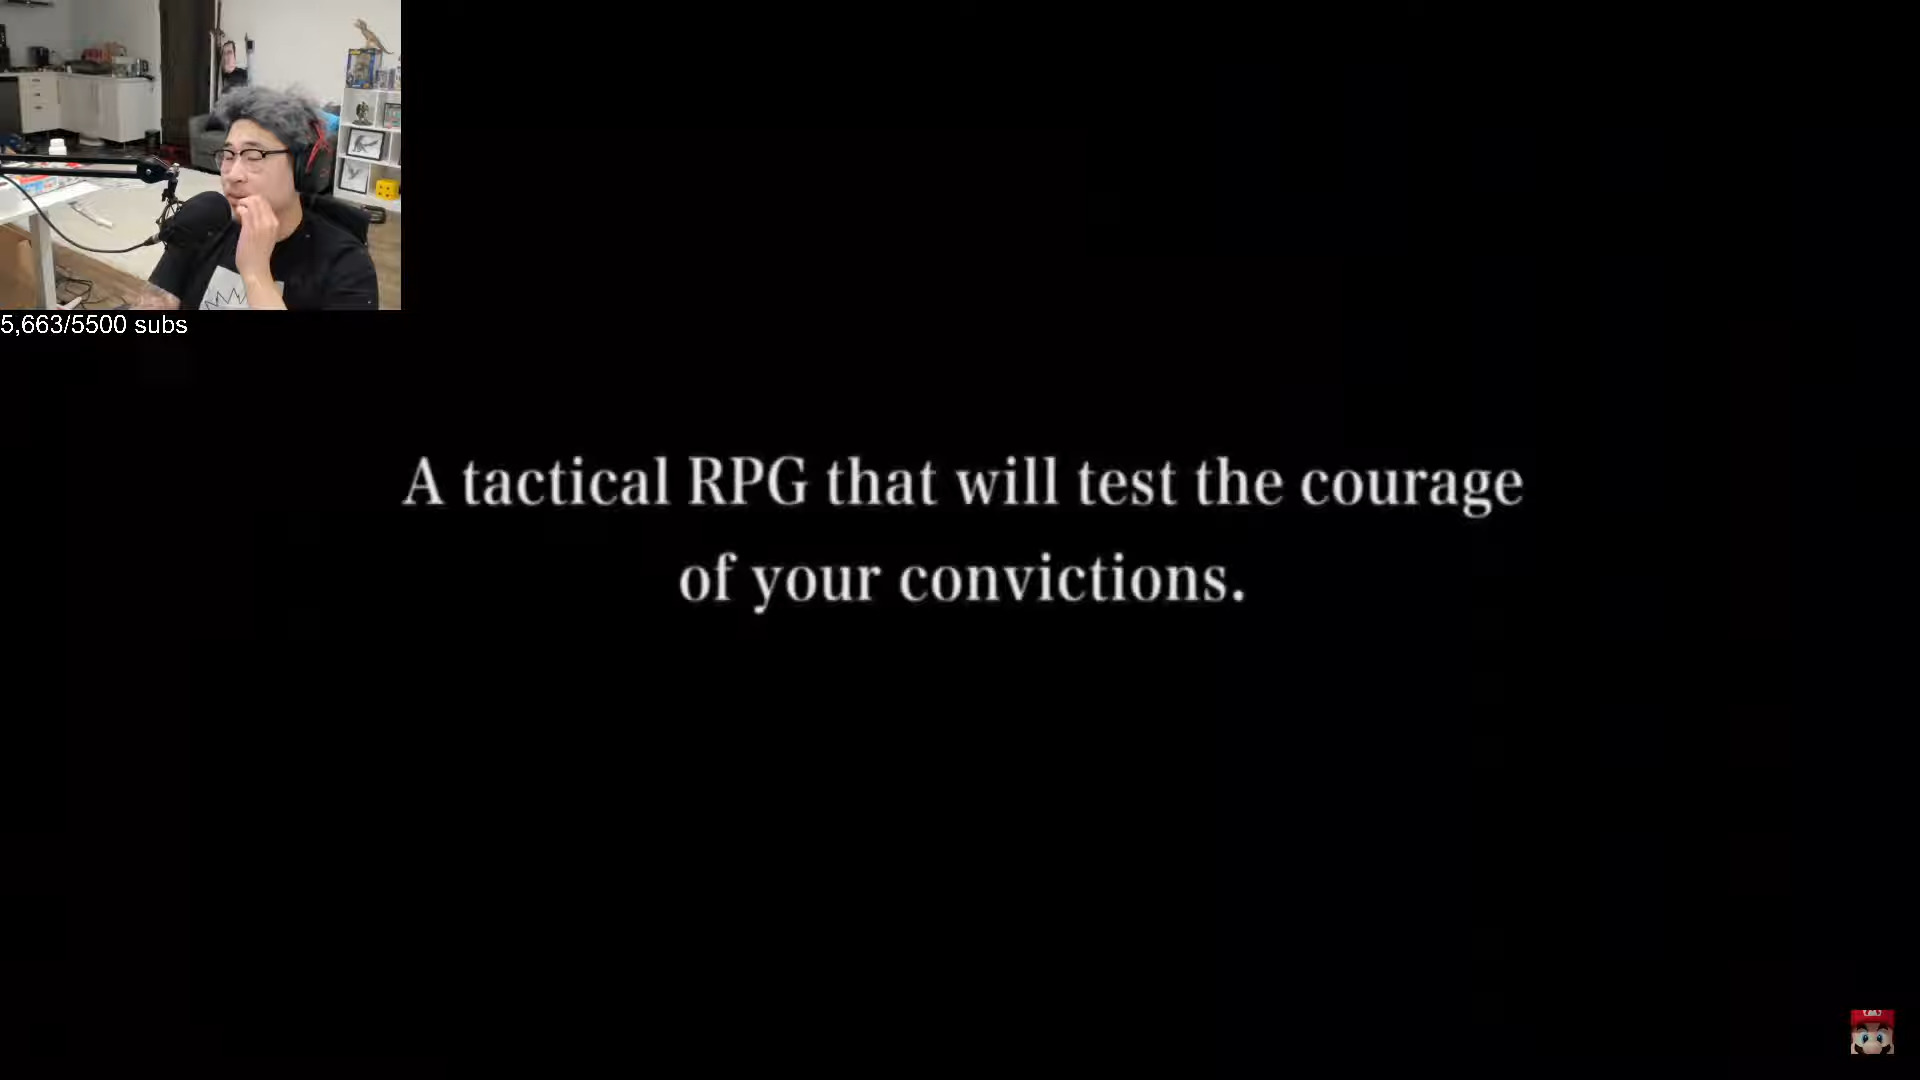 5,663/5500 subs
A tactical RPG that will test the courage
of your convictions.